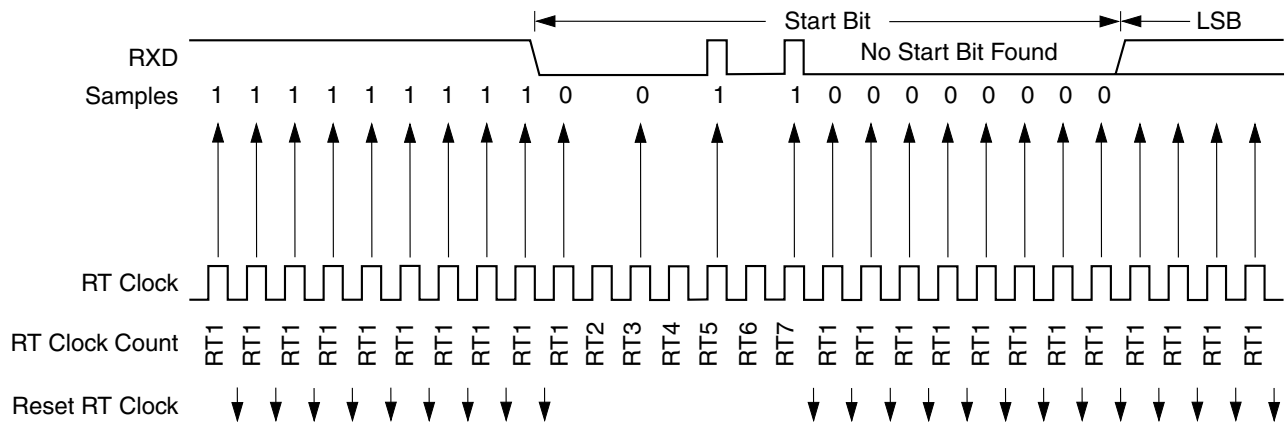 Start Bit
LSB
RXD
No Start Bit Found
Samples 1 1 1 1 1 1 1 1 1 0 0 1 1 0 0 0 0 0 0 0 0
RT Clock
RT Clock Count RT1 RT1 RT1 RT1 RT1 RT1 RT1 RT1 RT1 RT1 RT2 RT3 RT4 RT5 RT6 RT7 RT1 RT1 RT1 RT1 RT1 RT1 RT1 RT1 RT1 RT1 RT1 RT1
Reset RT Clock